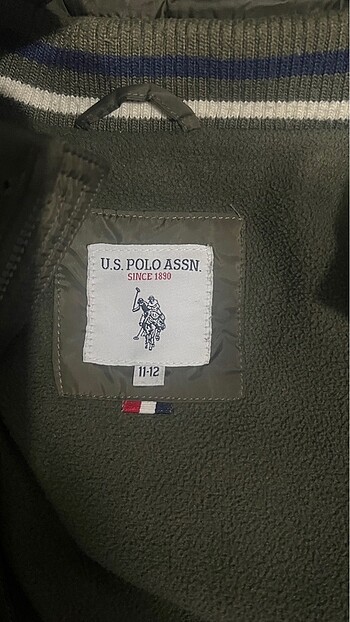 U.S. POLO ASSN.
SINCE 1890
11-12